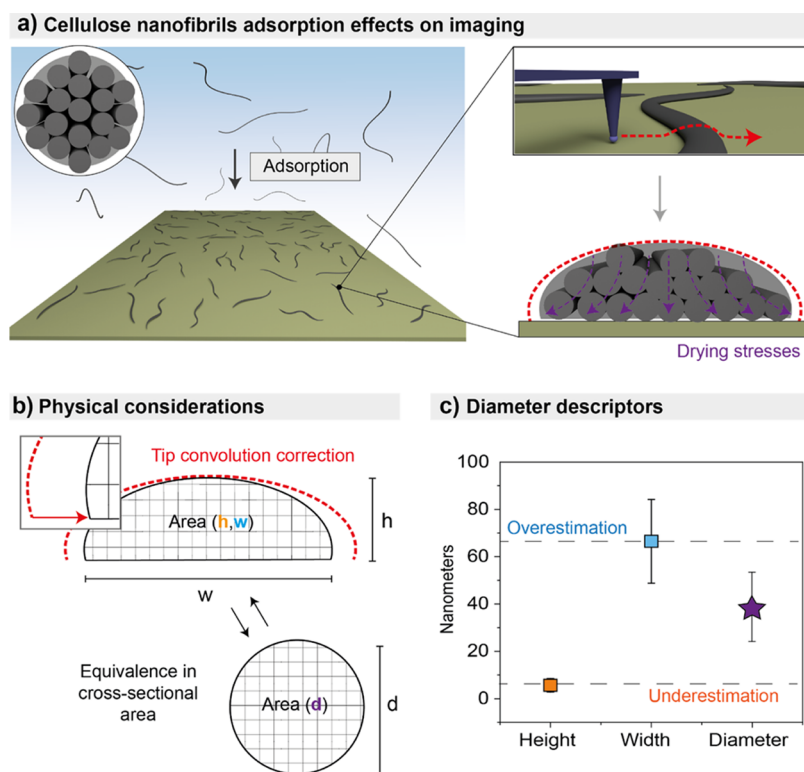 a) Cellulose nanofibrils adsorption effects on imaging
Adsorption
Drying stresses
b) Physical considerations
Tip convolution correction
Area (h,w)
h
w
Equivalence in
cross-sectional
area
Area (d)
d
c) Diameter descriptors
100
80
60
40
20
0
Nanometers
Overestimation
Underestimation
Height
Width
Diameter